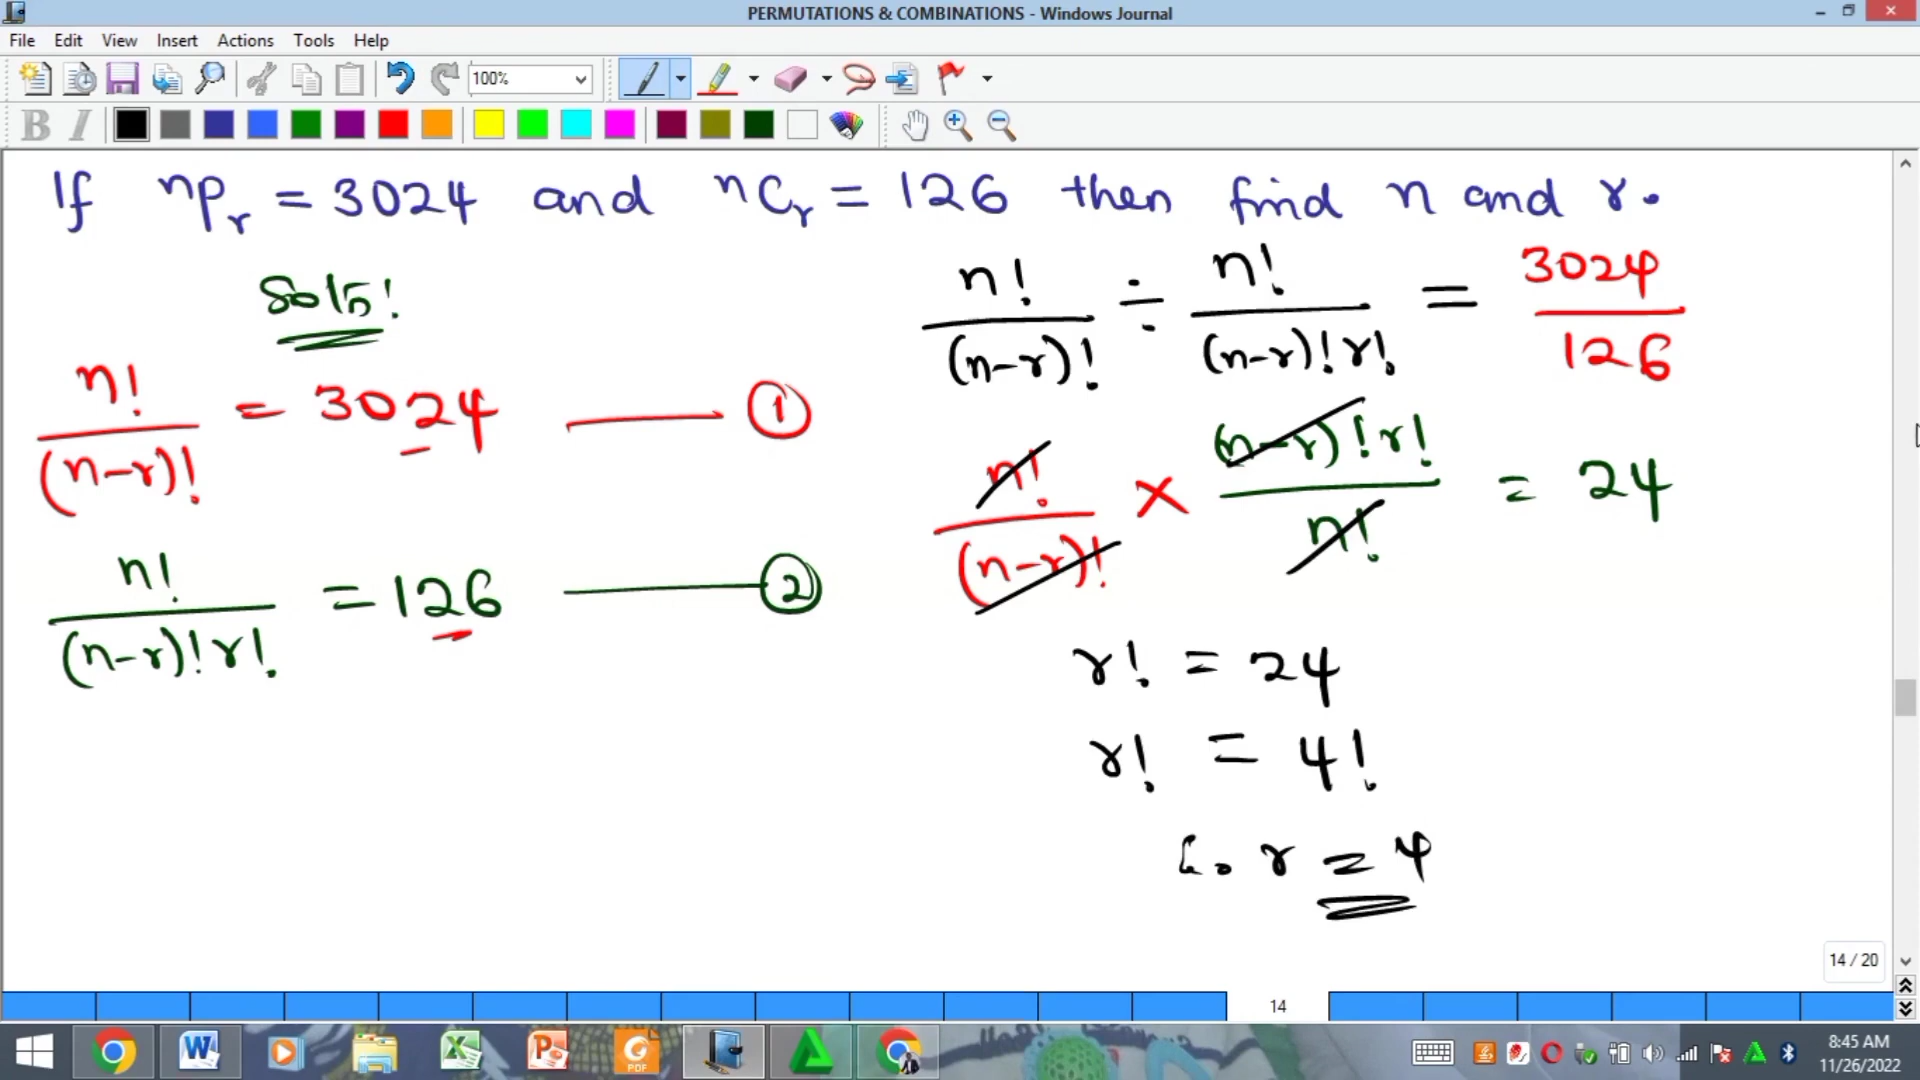 PERMUTATIONS & COMBINATIONS - Windows Journal
File Edit View Insert Actions Tools Help
100%
B I
If nPr = 3024 and nCr = 126 then find n and r.
Soln!
n!/(n-r)! = 3024 —— ①
n!/(n-r)!r! = 126 —— ②
n!/(n-r)! ÷ n!/(n-r)!r! = 3024/126
n!/(n-r)! × (n-r)!r!/n! = 24
r! = 24
r! = 4!
r = 4
14 / 20
14
PDF
8:45 AM
11/26/2022